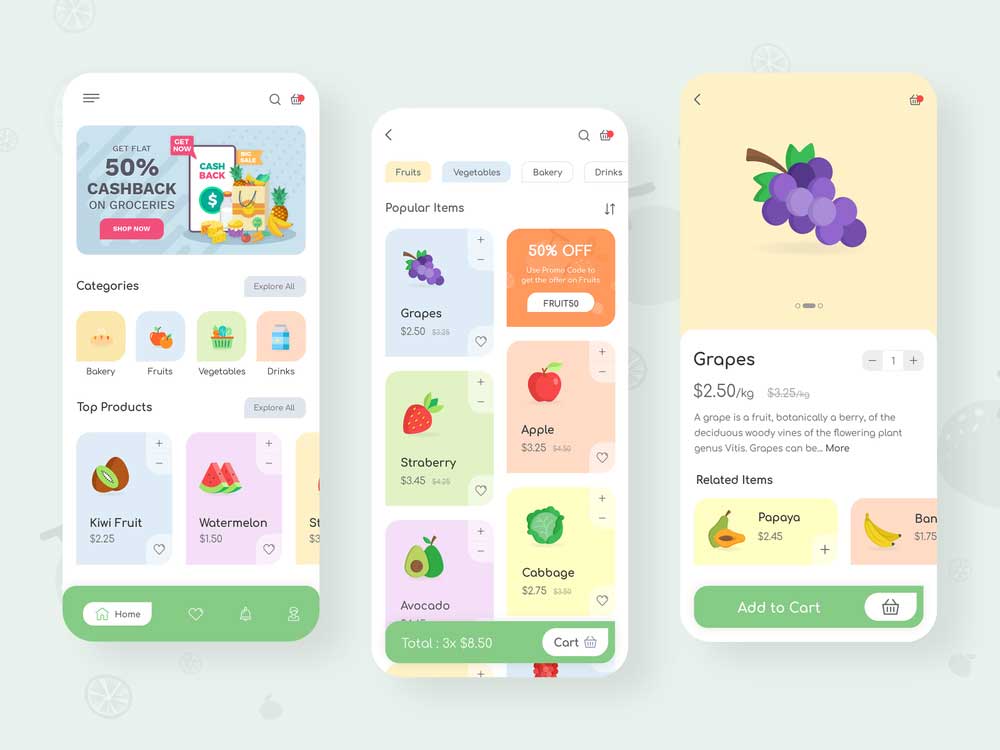 GET FLAT
50%
CASHBACK
ON GROCERIES
SHOP NOW
GET
NOW
CASH
BACK
$
BIG
SALE
Categories
Explore All
Bakery
Fruits
Vegetables
Drinks
Top Products
Explore All
+
−
Kiwi Fruit
$2.25
+
−
Watermelon
$1.50
St
$3
Home
Fruits
Vegetables
Bakery
Drinks
Popular Items
+
−
Grapes
$2.50 $3.25
50% OFF
Use Promo Code to
get the offer on Fruits
FRUIT50
+
−
Straberry
$3.45 $4.25
+
−
Apple
$3.25 $4.50
+
−
Avocado
+
−
Cabbage
$2.75 $3.50
Total : 3x $8.50
Cart
+
Grapes
− 1 +
$2.50/kg $3.25/kg
A grape is a fruit, botanically a berry, of the
deciduous woody vines of the flowering plant
genus Vitis. Grapes can be... More
Related Items
Papaya
$2.45
+
Ban
$1.75
Add to Cart